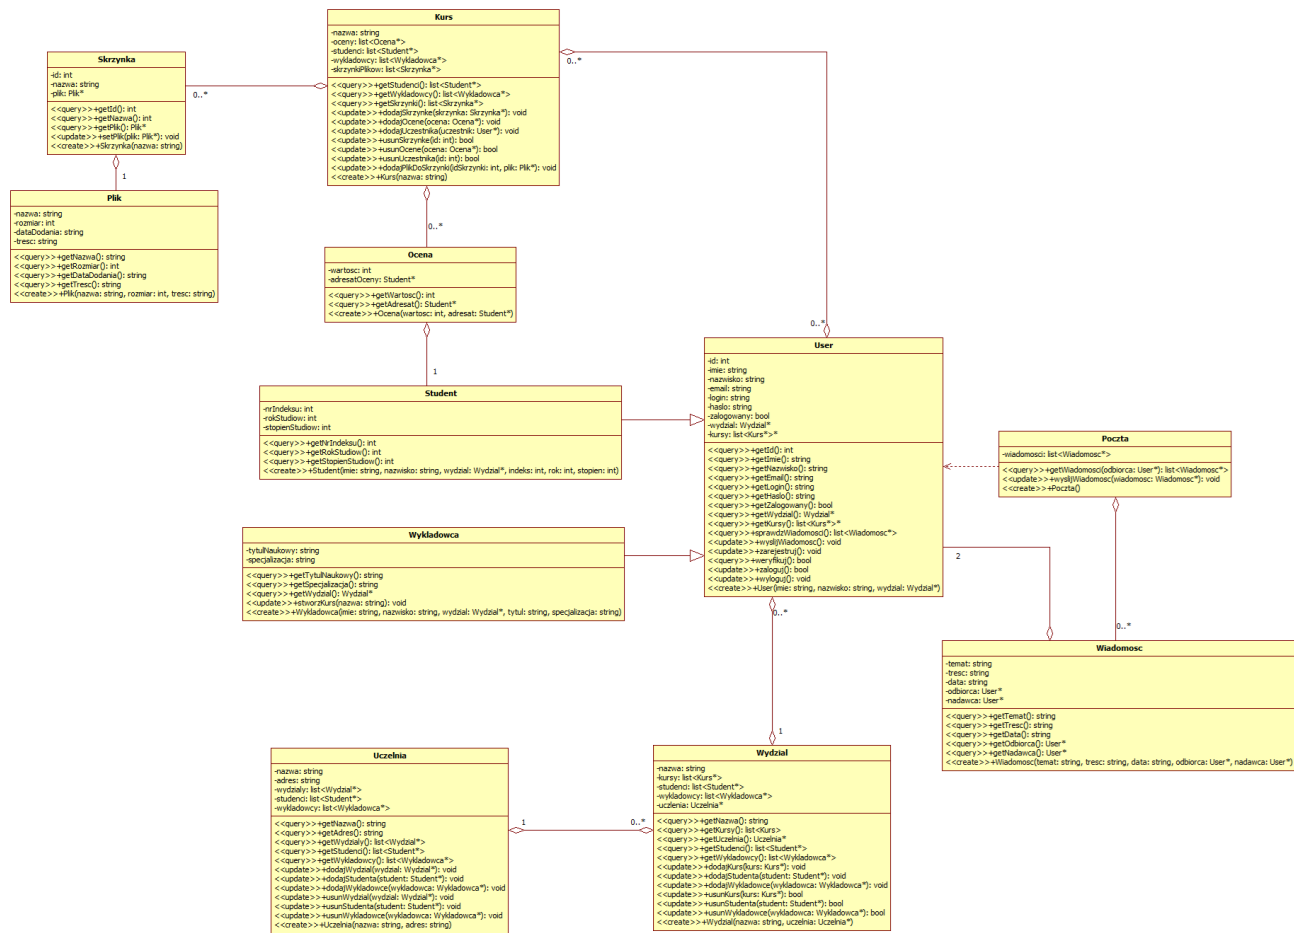 Kurs
-nazwa: string
-oceny: list<Ocena*>
-studenci: list<Student*>
-wykladowcy: list<Wykladowca*>
-skrzynkiPlikow: list<Skrzynka*>
<<query>>+getStudenci(): list<Student*>
<<query>>+getWykladowcy(): list<Wykladowca*>
<<query>>+getSkrzynki(): list<Skrzynka*>
<<update>>+dodajSkrzynke(skrzynka: Skrzynka*): void
<<update>>+dodajOcene(ocena: Ocena*): void
<<update>>+dodajUczestnika(uczestnik: User*): void
<<update>>+usunSkrzynke(id: int): bool
<<update>>+usunOcene(ocena: Ocena*): bool
<<update>>+usunUczestnika(id: int): bool
<<update>>+dodajPlikDoSkrzynki(idSkrzynki: int, plik: Plik*): void
<<create>>+Kurs(nazwa: string)
0..*
Skrzynka
-id: int
-nazwa: string
-plik: Plik*
<<query>>+getId(): int
<<query>>+getNazwa(): int
<<query>>+getPlik(): Plik*
<<update>>+setPlik(plik: Plik*): void
<<create>>+Skrzynka(nazwa: string)
0..*
1
Plik
-nazwa: string
-rozmiar: int
-dataDodania: string
-tresc: string
<<query>>+getNazwa(): string
<<query>>+getRozmiar(): int
<<query>>+getDataDodania(): string
<<query>>+getTresc(): string
<<create>>+Plik(nazwa: string, rozmiar: int, tresc: string)
0..*
Ocena
-wartosc: int
-adresatOceny: Student*
<<query>>+getWartosc(): int
<<query>>+getAdresat(): Student*
<<create>>+Ocena(wartosc: int, adresat: Student*)
1
Student
-nrIndeksu: int
-rokStudiow: int
-stopienStudiow: int
<<query>>+getNrIndeksu(): int
<<query>>+getRokStudiow(): int
<<query>>+getStopienStudiow(): int
<<create>>+Student(imie: string, nazwisko: string, wydzial: Wydzial*, indeks: int, rok: int, stopien: int)
0..*
User
-id: int
-imie: string
-nazwisko: string
-email: string
-login: string
-haslo: string
-zalogowany: bool
-wydzial: Wydzial*
-kursy: list<Kurs*>*
<<query>>+getId(): int
<<query>>+getImie(): string
<<query>>+getNazwisko(): string
<<query>>+getEmail(): string
<<query>>+getLogin(): string
<<query>>+getHaslo(): string
<<query>>+getZalogowany(): bool
<<query>>+getWydzial(): Wydzial*
<<query>>+getKursy(): list<Kurs*>*
<<query>>+sprawdzWiadomosci(): list<Wiadomosc*>
<<update>>+wyslijWiadomosc(): void
<<update>>+zarejestruj(): void
<<query>>+weryfikuj(): bool
<<update>>+zaloguj(): bool
<<update>>+wyloguj(): void
<<create>>+User(imie: string, nazwisko: string, wydzial: Wydzial*)
0..*
2
Poczta
-wiadomosci: list<Wiadomosc*>
<<query>>+getWiadomosci(odbiorca: User*): list<Wiadomosc*>
<<update>>+wyslijWiadomosc(wiadomosc: Wiadomosc*): void
<<create>>+Poczta()
0..*
Wykladowca
-tytulNaukowy: string
-specjalizacja: string
<<query>>+getTytulNaukowy(): string
<<query>>+getSpecjalizacja(): string
<<query>>+getWydzial(): Wydzial*
<<update>>+stworzKurs(nazwa: string): void
<<create>>+Wykladowca(imie: string, nazwisko: string, wydzial: Wydzial*, tytul: string, specjalizacja: string)
Wiadomosc
-temat: string
-tresc: string
-data: string
-odbiorca: User*
-nadawca: User*
<<query>>+getTemat(): string
<<query>>+getTresc(): string
<<query>>+getData(): string
<<query>>+getOdbiorca(): User*
<<query>>+getNadawca(): User*
<<create>>+Wiadomosc(temat: string, tresc: string, data: string, odbiorca: User*, nadawca: User*)
Uczelnia
-nazwa: string
-adres: string
-wydzialy: list<Wydzial*>
-studenci: list<Student*>
-wykladowcy: list<Wykladowca*>
<<query>>+getNazwa(): string
<<query>>+getAdres(): string
<<query>>+getWydzialy(): list<Wydzial*>
<<query>>+getStudenci(): list<Student*>
<<query>>+getWykladowcy(): list<Wykladowca*>
<<update>>+dodajWydzial(wydzial: Wydzial*): void
<<update>>+dodajStudenta(student: Student*): void
<<update>>+dodajWykladowce(wykladowca: Wykladowca*): void
<<update>>+usunWydzial(wydzial: Wydzial*): void
<<update>>+usunStudenta(student: Student*): void
<<update>>+usunWykladowce(wykladowca: Wykladowca*): void
<<create>>+Uczelnia(nazwa: string, adres: string)
1
0..*
1
Wydzial
-nazwa: string
-kursy: list<Kurs*>
-studenci: list<Student*>
-wykladowcy: list<Wykladowca*>
-uczlenia: Uczelnia*
<<query>>+getNazwa(): string
<<query>>+getKursy(): list<Kurs>
<<query>>+getUczelnia(): Uczelnia*
<<query>>+getStudenci(): list<Student*>
<<query>>+getWykladowcy(): list<Wykladowca*>
<<update>>+dodajKurs(kurs: Kurs*): void
<<update>>+dodajStudenta(student: Student*): void
<<update>>+dodajWykladowce(wykladowca: Wykladowca*): void
<<update>>+usunKurs(kurs: Kurs*): bool
<<update>>+usunStudenta(student: Student*): bool
<<update>>+usunWykladowce(wykladowca: Wykladowca*): bool
<<create>>+Wydzial(nazwa: string, uczelnia: Uczelnia*)